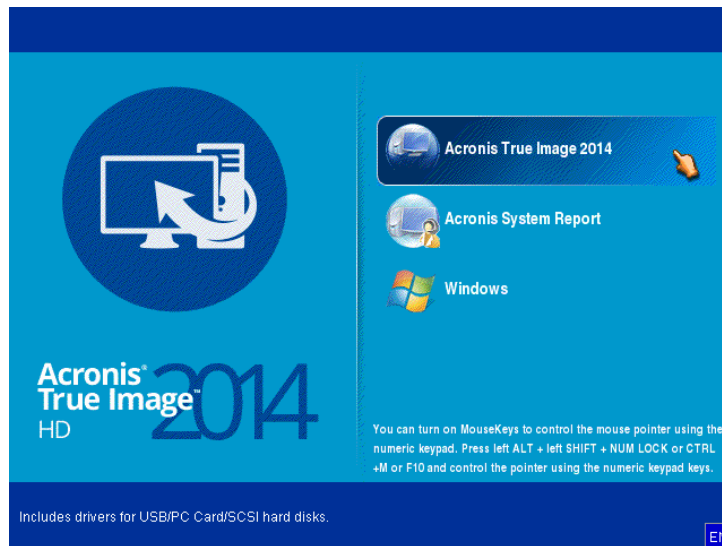 Acronis True Image 2014
Acronis System Report
Windows
Acronis®
True Image™
HD
2014
You can turn on MouseKeys to control the mouse pointer using the
numeric keypad. Press left ALT + left SHIFT + NUM LOCK or CTRL
+M or F10 and control the pointer using the numeric keypad keys.
Includes drivers for USB/PC Card/SCSI hard disks.
EN